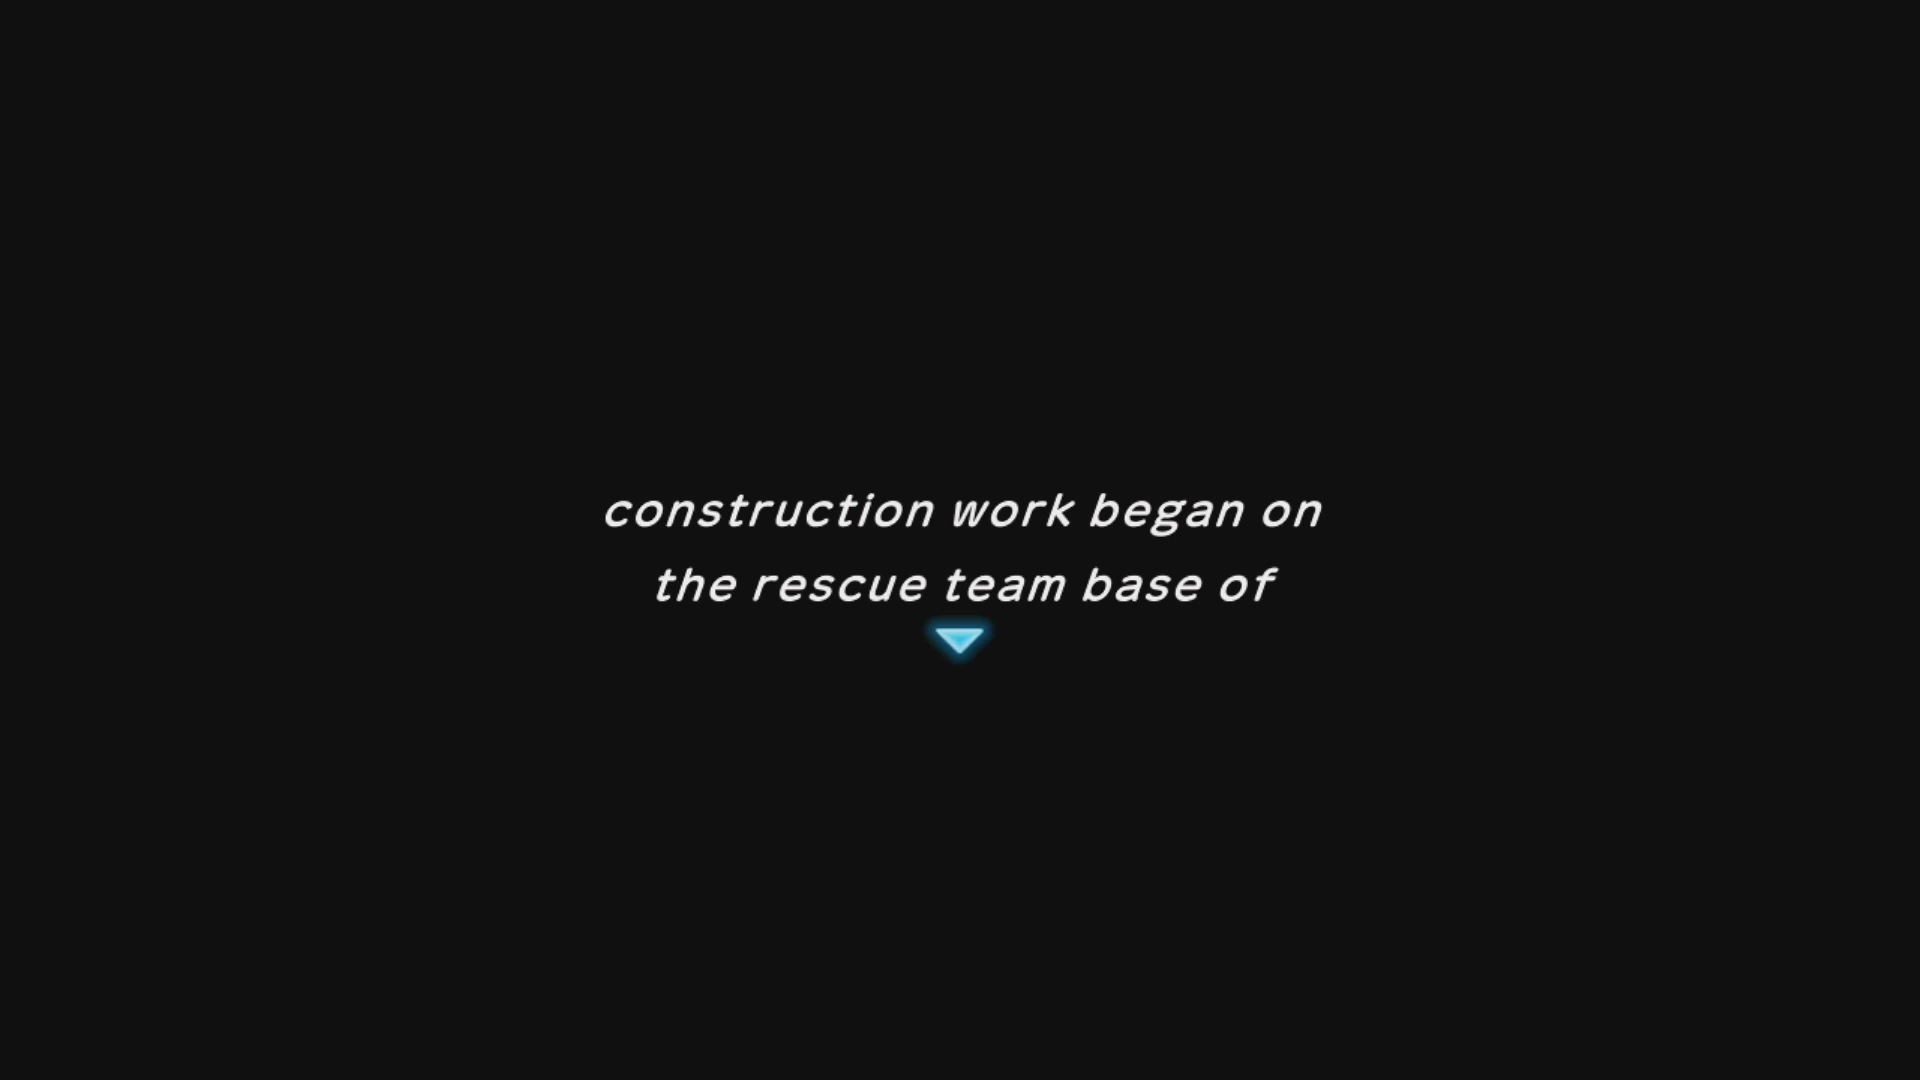 construction work began on
the rescue team base of